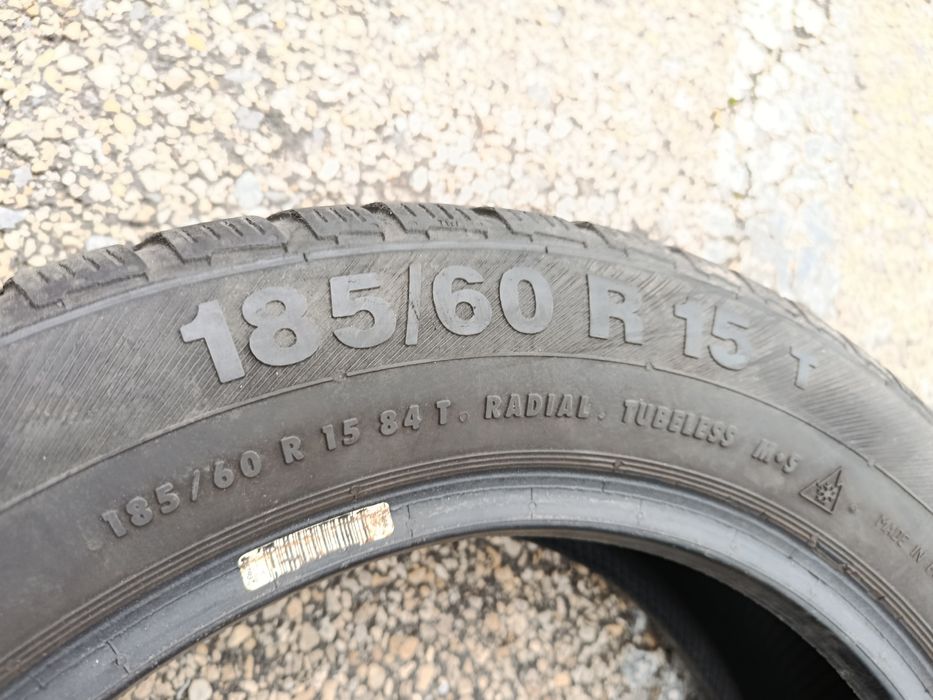 185/60 R 15 T
185/60 R 15 84 T . RADIAL . TUBELESS M+S
MADE IN